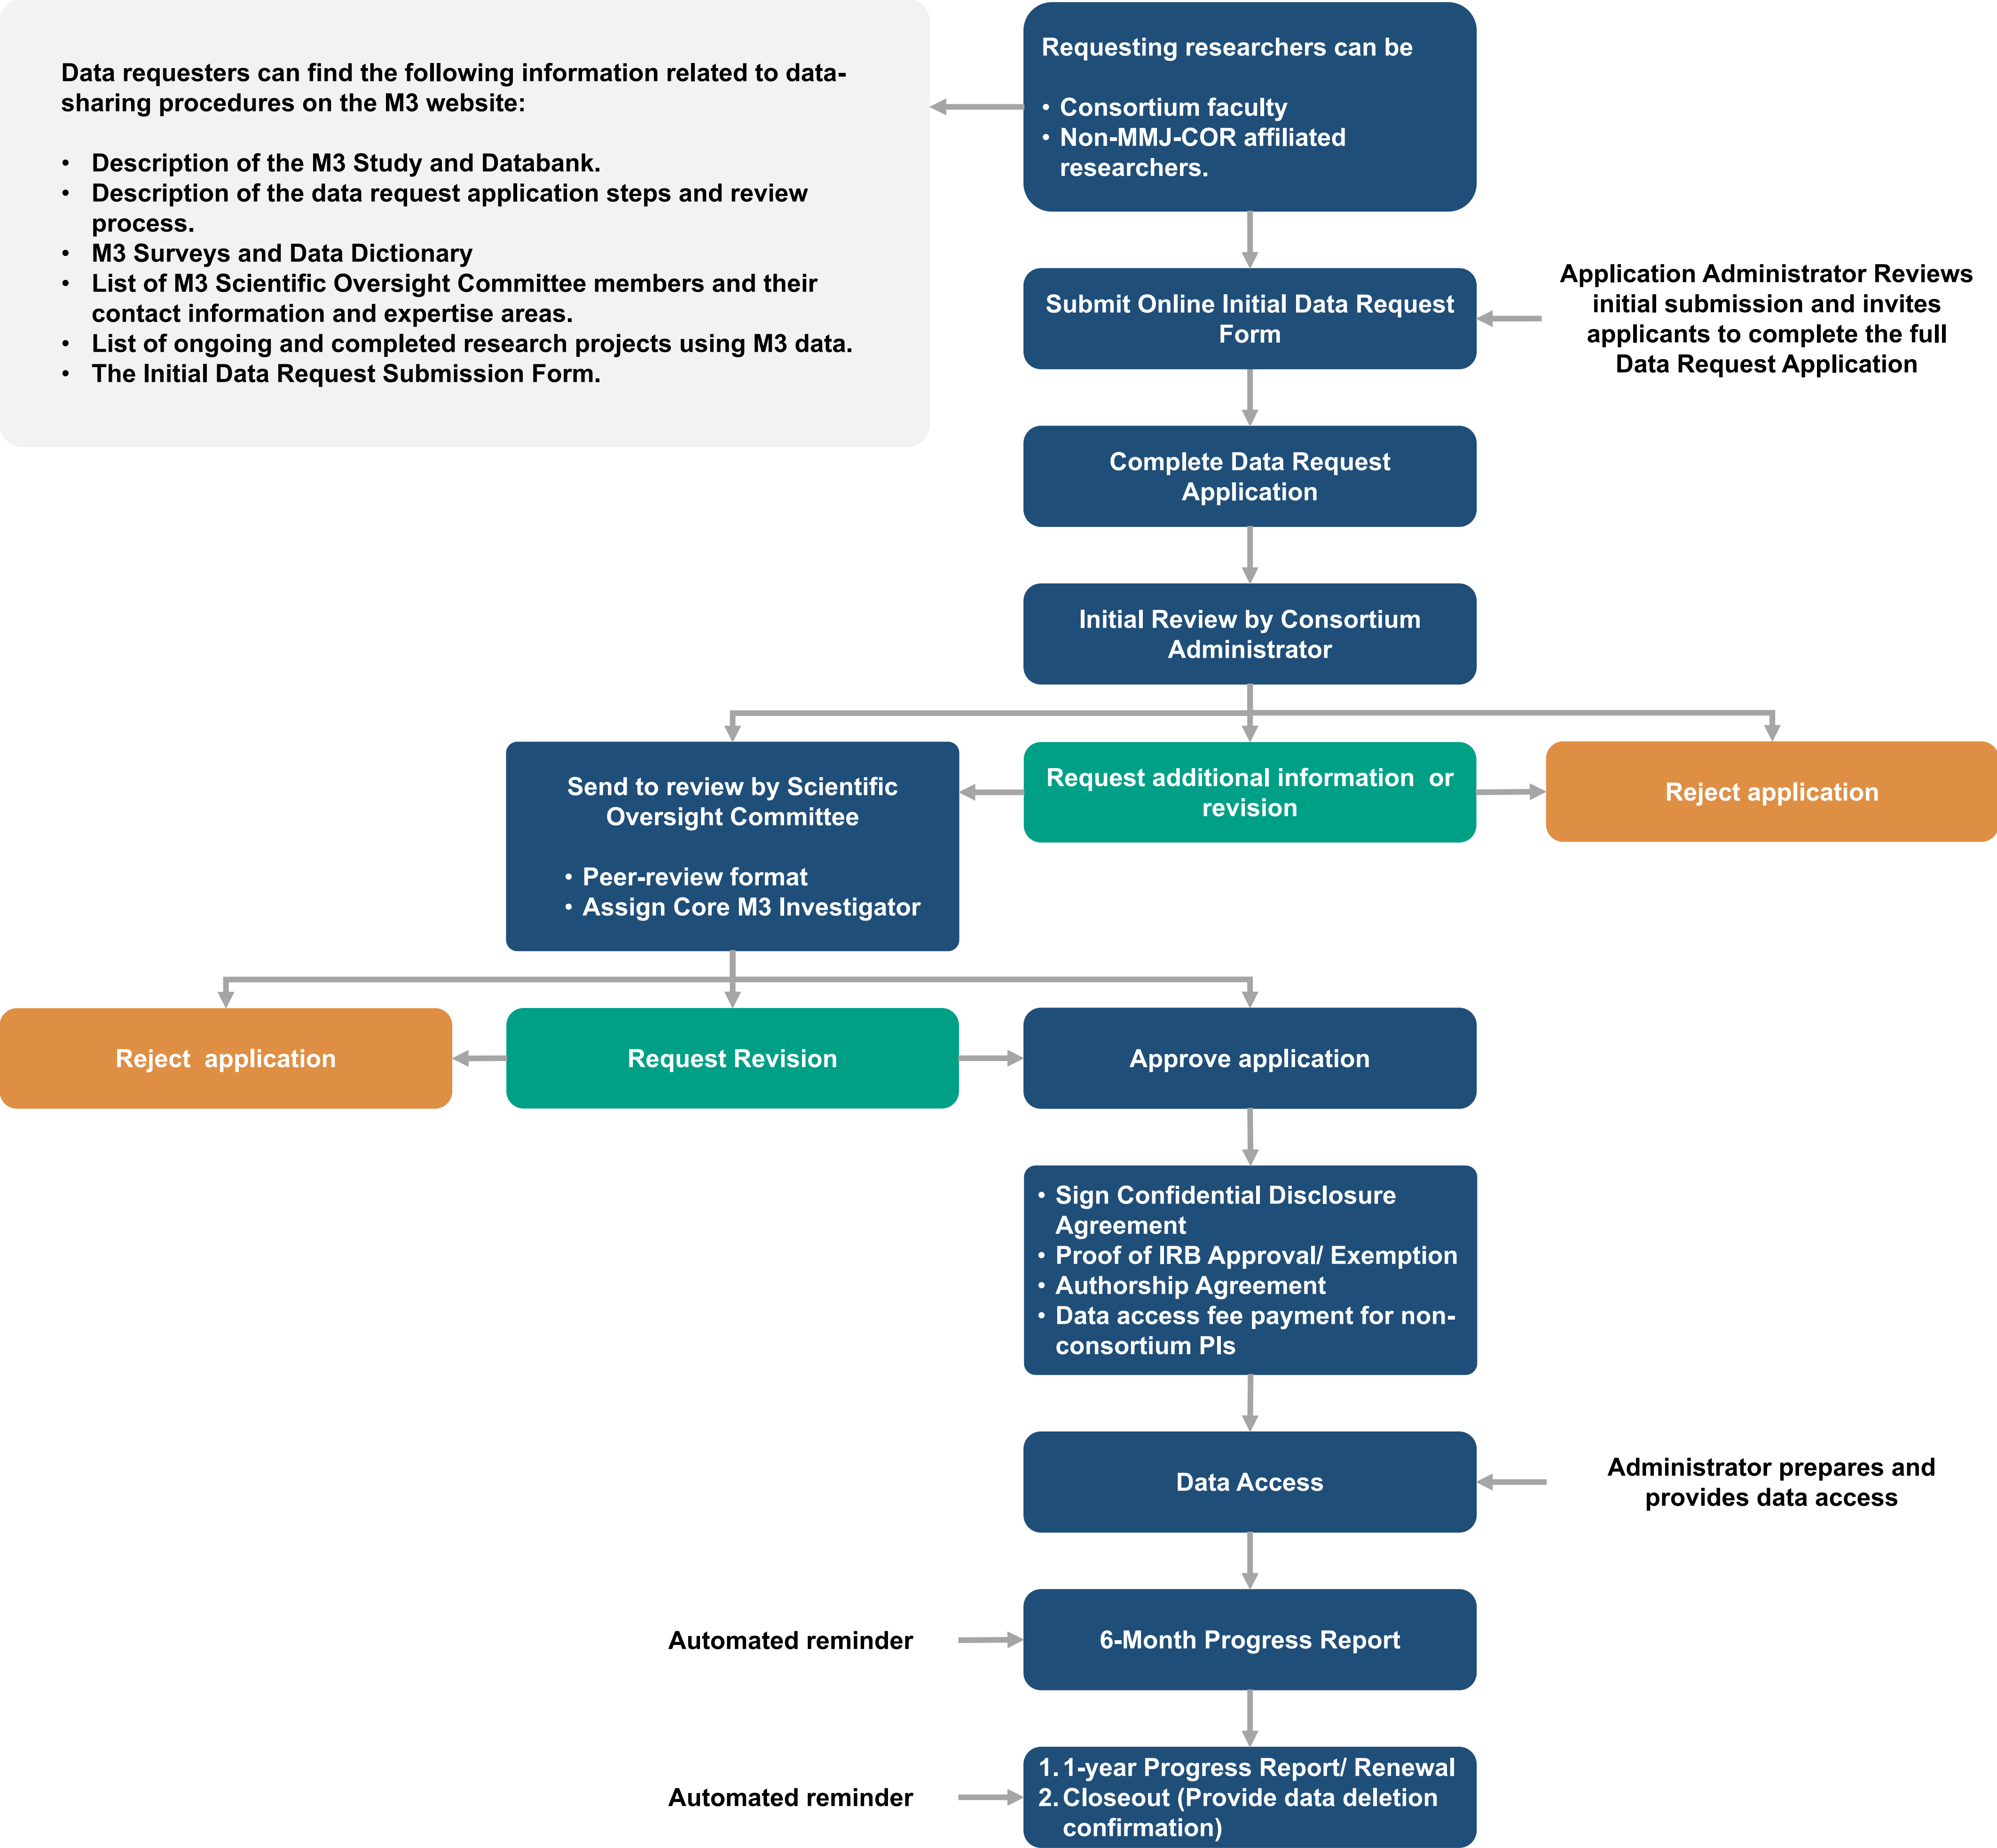 Data requesters can find the following information related to data-
sharing procedures on the M3 website:
• Description of the M3 Study and Databank.
• Description of the data request application steps and review
process.
• M3 Surveys and Data Dictionary
• List of M3 Scientific Oversight Committee members and their
contact information and expertise areas.
• List of ongoing and completed research projects using M3 data.
• The Initial Data Request Submission Form.
Requesting researchers can be
• Consortium faculty
• Non-MMJ-COR affiliated
researchers.
Submit Online Initial Data Request
Form
Application Administrator Reviews
initial submission and invites
applicants to complete the full
Data Request Application
Complete Data Request
Application
Initial Review by Consortium
Administrator
Send to review by Scientific
Oversight Committee
• Peer-review format
• Assign Core M3 Investigator
Request additional information  or
revision
Reject application
Reject  application
Request Revision
Approve application
• Sign Confidential Disclosure
Agreement
• Proof of IRB Approval/ Exemption
• Authorship Agreement
• Data access fee payment for non-
consortium PIs
Data Access
Administrator prepares and
provides data access
Automated reminder
6-Month Progress Report
Automated reminder
1. 1-year Progress Report/ Renewal
2. Closeout (Provide data deletion
confirmation)